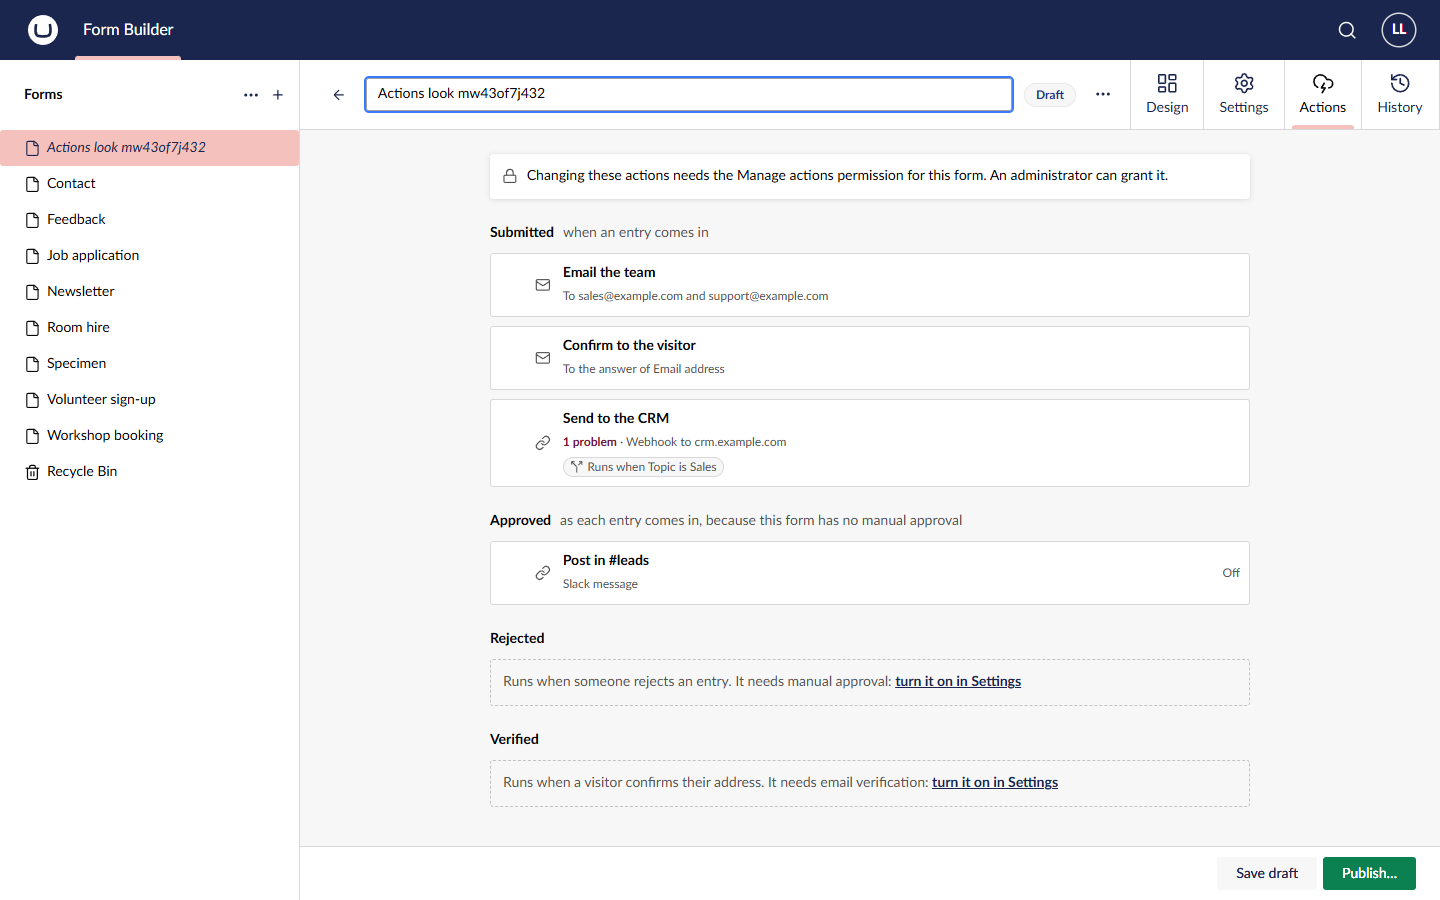 Form Builder
LL
Forms
Actions look mw43of7j432
Draft
Design
Settings
Actions
History
Actions look mw43of7j432
Contact
Feedback
Job application
Newsletter
Room hire
Specimen
Volunteer sign-up
Workshop booking
Recycle Bin
Changing these actions needs the Manage actions permission for this form. An administrator can grant it.
Submitted when an entry comes in
Email the team
To sales@example.com and support@example.com
Confirm to the visitor
To the answer of Email address
Send to the CRM
1 problem · Webhook to crm.example.com
Runs when Topic is Sales
Approved as each entry comes in, because this form has no manual approval
Post in #leads
Slack message
Off
Rejected
Runs when someone rejects an entry. It needs manual approval: turn it on in Settings
Verified
Runs when a visitor confirms their address. It needs email verification: turn it on in Settings
Save draft
Publish...